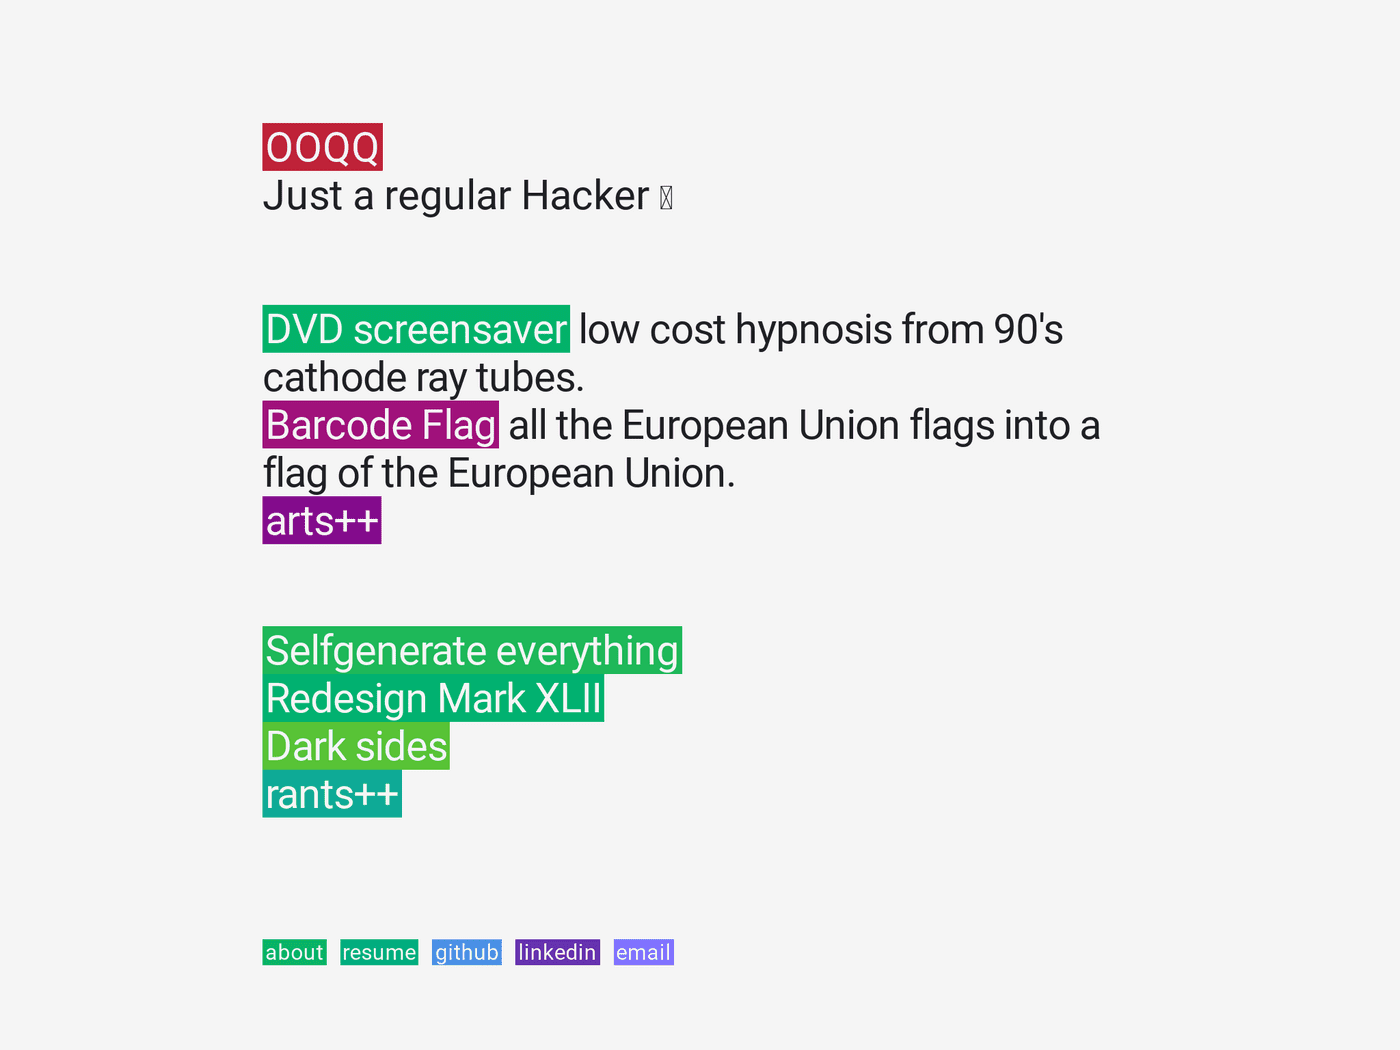 OOQQ
Just a regular Hacker
DVD screensaver low cost hypnosis from 90's
cathode ray tubes.
Barcode Flag all the European Union flags into a
flag of the European Union.
arts++
Selfgenerate everything
Redesign Mark XLII
Dark sides
rants++
about resume github linkedin email